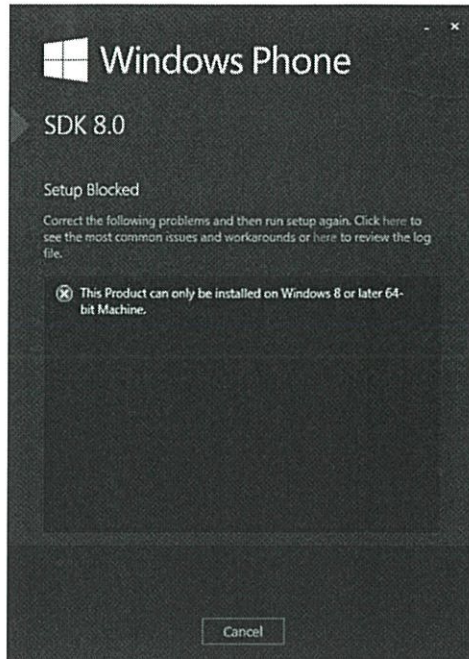 Windows Phone
SDK 8.0
Setup Blocked
Correct the following problems and then run setup again. Click here to
see the most common issues and workarounds or here to review the log
file.
This Product can only be installed on Windows 8 or later 64-
bit Machine.
Cancel